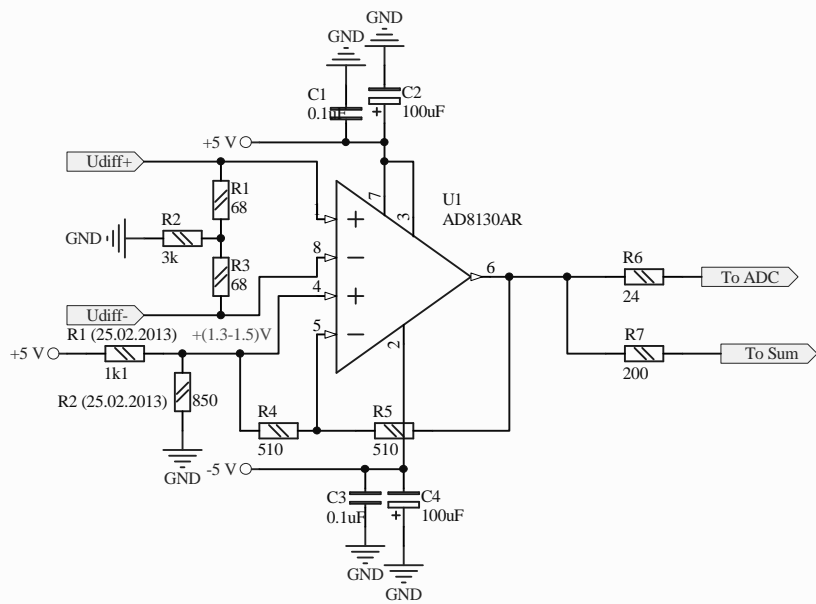 GND
GND
C1
0.1uF
C2
100uF
+5 V
Udiff+
R1
68
R2
GND
3k
R3
68
Udiff-
U1
AD8130AR
1
8
4
5
7
3
6
2
R6
24
To ADC
R7
200
To Sum
R1 (25.02.2013)
+(1.3-1.5)V
+5 V
1k1
R2 (25.02.2013)
850
GND
R4
510
R5
510
-5 V
C3
0.1uF
C4
100uF
GND
GND